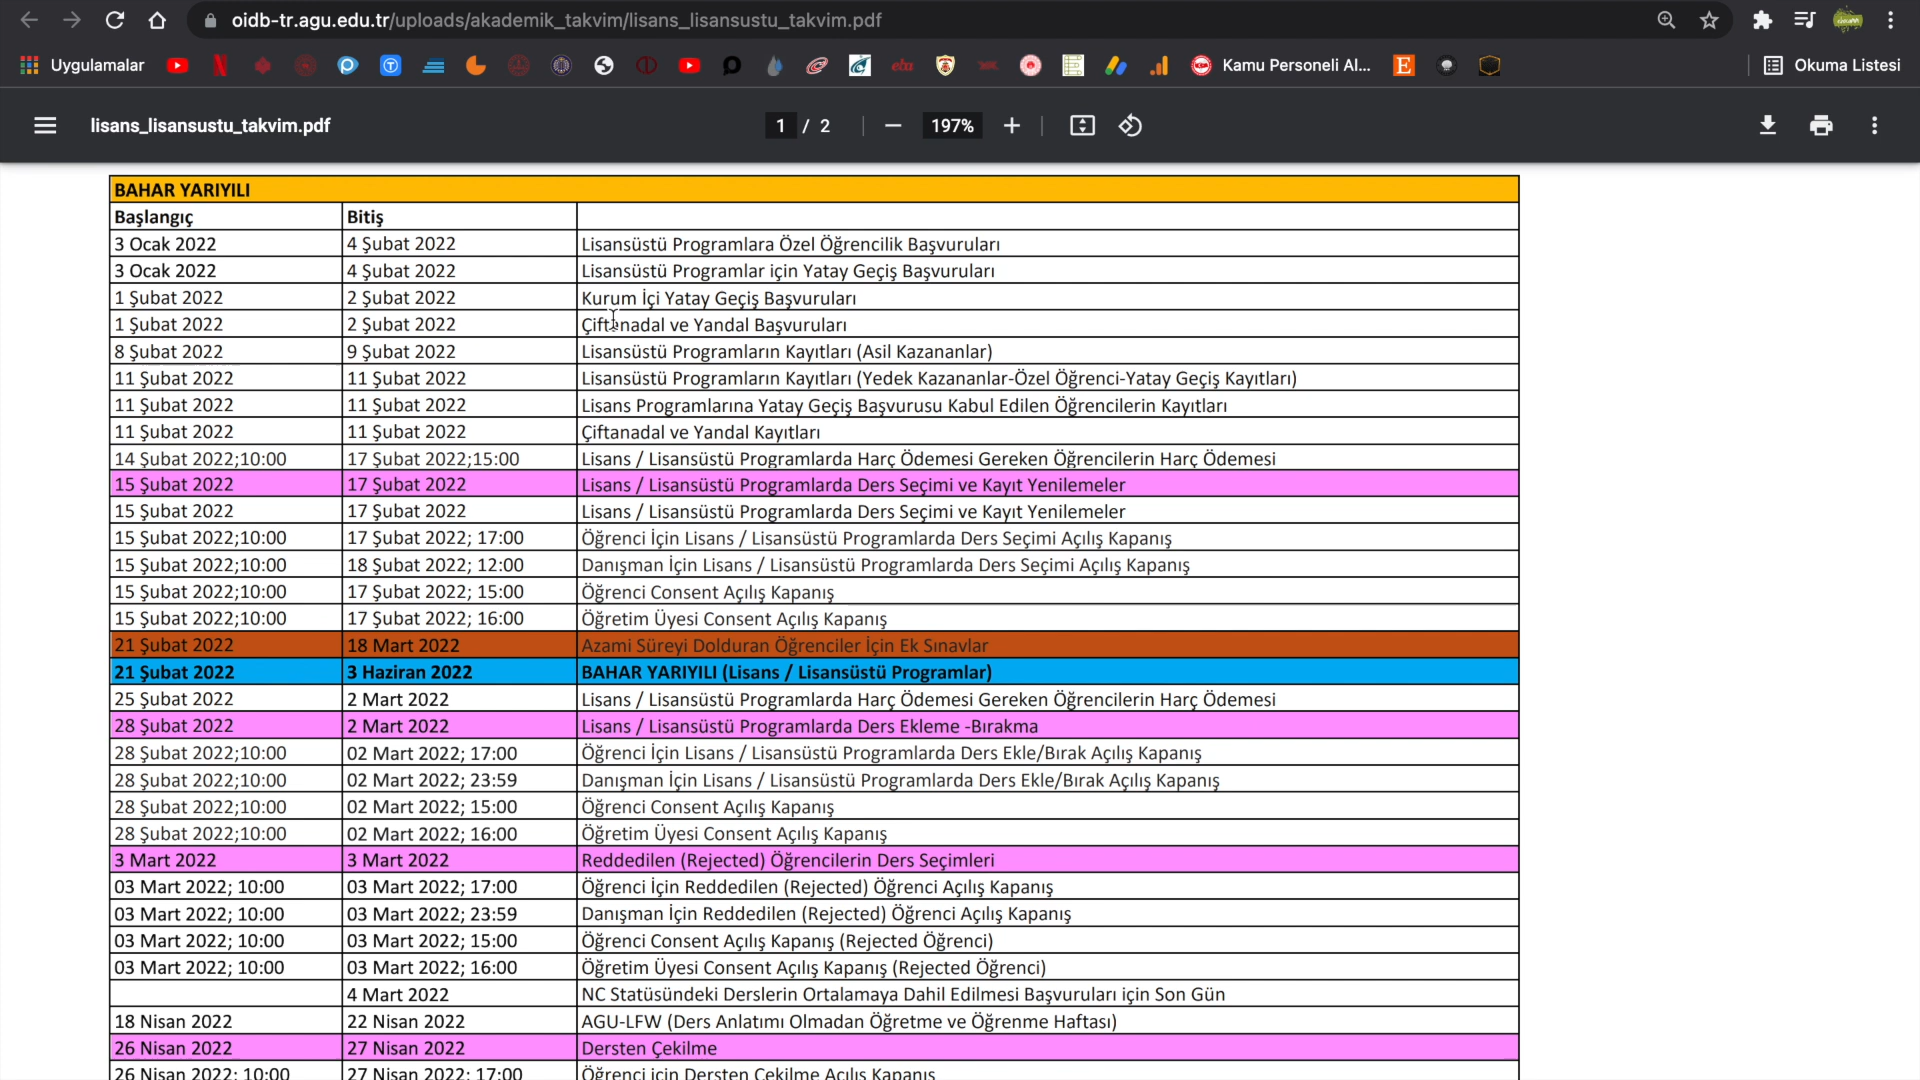 oidb-tr.agu.edu.tr/uploads/akademik_takvim/lisans_lisansustu_takvim.pdf
Uygulamalar Kamu Personeli Al... Okuma Listesi
lisans_lisansustu_takvim.pdf 1 / 2 197%
BAHAR YARIYILI
Başlangıç Bitiş
3 Ocak 2022 4 Şubat 2022 Lisansüstü Programlara Özel Öğrencilik Başvuruları
3 Ocak 2022 4 Şubat 2022 Lisansüstü Programlar için Yatay Geçiş Başvuruları
1 Şubat 2022 2 Şubat 2022 Kurum İçi Yatay Geçiş Başvuruları
1 Şubat 2022 2 Şubat 2022 Çiftanadal ve Yandal Başvuruları
8 Şubat 2022 9 Şubat 2022 Lisansüstü Programların Kayıtları (Asil Kazananlar)
11 Şubat 2022 11 Şubat 2022 Lisansüstü Programların Kayıtları (Yedek Kazananlar-Özel Öğrenci-Yatay Geçiş Kayıtları)
11 Şubat 2022 11 Şubat 2022 Lisans Programlarına Yatay Geçiş Başvurusu Kabul Edilen Öğrencilerin Kayıtları
11 Şubat 2022 11 Şubat 2022 Çiftanadal ve Yandal Kayıtları
14 Şubat 2022;10:00 17 Şubat 2022;15:00 Lisans / Lisansüstü Programlarda Harç Ödemesi Gereken Öğrencilerin Harç Ödemesi
15 Şubat 2022 17 Şubat 2022 Lisans / Lisansüstü Programlarda Ders Seçimi ve Kayıt Yenilemeler
15 Şubat 2022 17 Şubat 2022 Lisans / Lisansüstü Programlarda Ders Seçimi ve Kayıt Yenilemeler
15 Şubat 2022;10:00 17 Şubat 2022; 17:00 Öğrenci İçin Lisans / Lisansüstü Programlarda Ders Seçimi Açılış Kapanış
15 Şubat 2022;10:00 18 Şubat 2022; 12:00 Danışman İçin Lisans / Lisansüstü Programlarda Ders Seçimi Açılış Kapanış
15 Şubat 2022;10:00 17 Şubat 2022; 15:00 Öğrenci Consent Açılış Kapanış
15 Şubat 2022;10:00 17 Şubat 2022; 16:00 Öğretim Üyesi Consent Açılış Kapanış
21 Şubat 2022 18 Mart 2022 Azami Süreyi Dolduran Öğrenciler İçin Ek Sınavlar
21 Şubat 2022 3 Haziran 2022 BAHAR YARIYILI (Lisans / Lisansüstü Programlar)
25 Şubat 2022 2 Mart 2022 Lisans / Lisansüstü Programlarda Harç Ödemesi Gereken Öğrencilerin Harç Ödemesi
28 Şubat 2022 2 Mart 2022 Lisans / Lisansüstü Programlarda Ders Ekleme -Bırakma
28 Şubat 2022;10:00 02 Mart 2022; 17:00 Öğrenci İçin Lisans / Lisansüstü Programlarda Ders Ekle/Bırak Açılış Kapanış
28 Şubat 2022;10:00 02 Mart 2022; 23:59 Danışman İçin Lisans / Lisansüstü Programlarda Ders Ekle/Bırak Açılış Kapanış
28 Şubat 2022;10:00 02 Mart 2022; 15:00 Öğrenci Consent Açılış Kapanış
28 Şubat 2022;10:00 02 Mart 2022; 16:00 Öğretim Üyesi Consent Açılış Kapanış
3 Mart 2022 3 Mart 2022 Reddedilen (Rejected) Öğrencilerin Ders Seçimleri
03 Mart 2022; 10:00 03 Mart 2022; 17:00 Öğrenci İçin Reddedilen (Rejected) Öğrenci Açılış Kapanış
03 Mart 2022; 10:00 03 Mart 2022; 23:59 Danışman İçin Reddedilen (Rejected) Öğrenci Açılış Kapanış
03 Mart 2022; 10:00 03 Mart 2022; 15:00 Öğrenci Consent Açılış Kapanış (Rejected Öğrenci)
03 Mart 2022; 10:00 03 Mart 2022; 16:00 Öğretim Üyesi Consent Açılış Kapanış (Rejected Öğrenci)
4 Mart 2022 NC Statüsündeki Derslerin Ortalamaya Dahil Edilmesi Başvuruları için Son Gün
18 Nisan 2022 22 Nisan 2022 AGU-LFW (Ders Anlatımı Olmadan Öğretme ve Öğrenme Haftası)
26 Nisan 2022 27 Nisan 2022 Dersten Çekilme
26 Nisan 2022; 10:00 27 Nisan 2022; 17:00 Öğrenci için Dersten Çekilme Açılış Kapanış